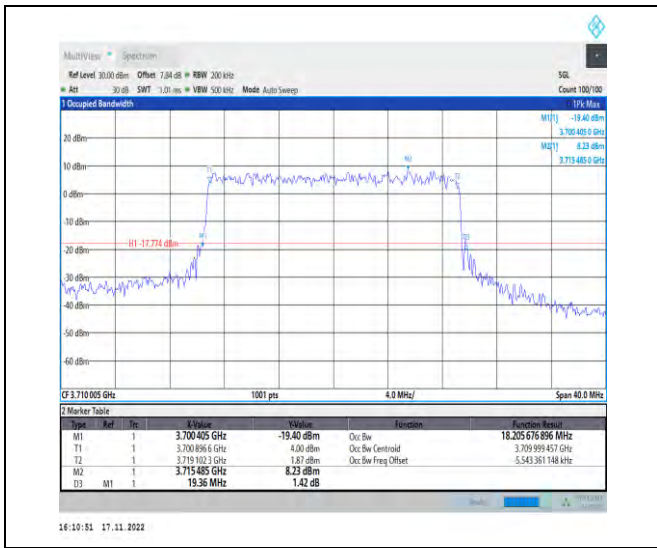 MultiView Spectrum
Ref Level 30.00 dBm Offset 7.84 dB RBW 200 kHz SGL
Att 30 dB SWT 1.01 ms VBW 500 kHz Mode Auto Sweep Count 100/100
1 Occupied Bandwidth 1Pk Max
M1[1] -19.40 dBm
3.700 405 0 GHz
20 dBm
M2[1] 8.23 dBm
3.715 485 0 GHz
10 dBm
M2
T1 T2
0 dBm
-10 dBm
M1 D3
H1 -17.774 dBm
-20 dBm
-30 dBm
-40 dBm
-50 dBm
-60 dBm
CF 3.710 005 GHz 1001 pts 4.0 MHz/ Span 40.0 MHz
2 Marker Table
Type Ref Trc X-Value Y-Value Function Function Result
M1 1 3.700 405 GHz -19.40 dBm Occ Bw 18.205 676 896 MHz
T1 1 3.700 896 6 GHz 4.00 dBm Occ Bw Centroid 3.709 999 457 GHz
T2 1 3.719 102 3 GHz 1.87 dBm Occ Bw Freq Offset -5.543 361 148 kHz
M2 1 3.715 485 GHz 8.23 dBm
D3 M1 1 19.36 MHz 1.42 dB
16:10:51 17.11.2022